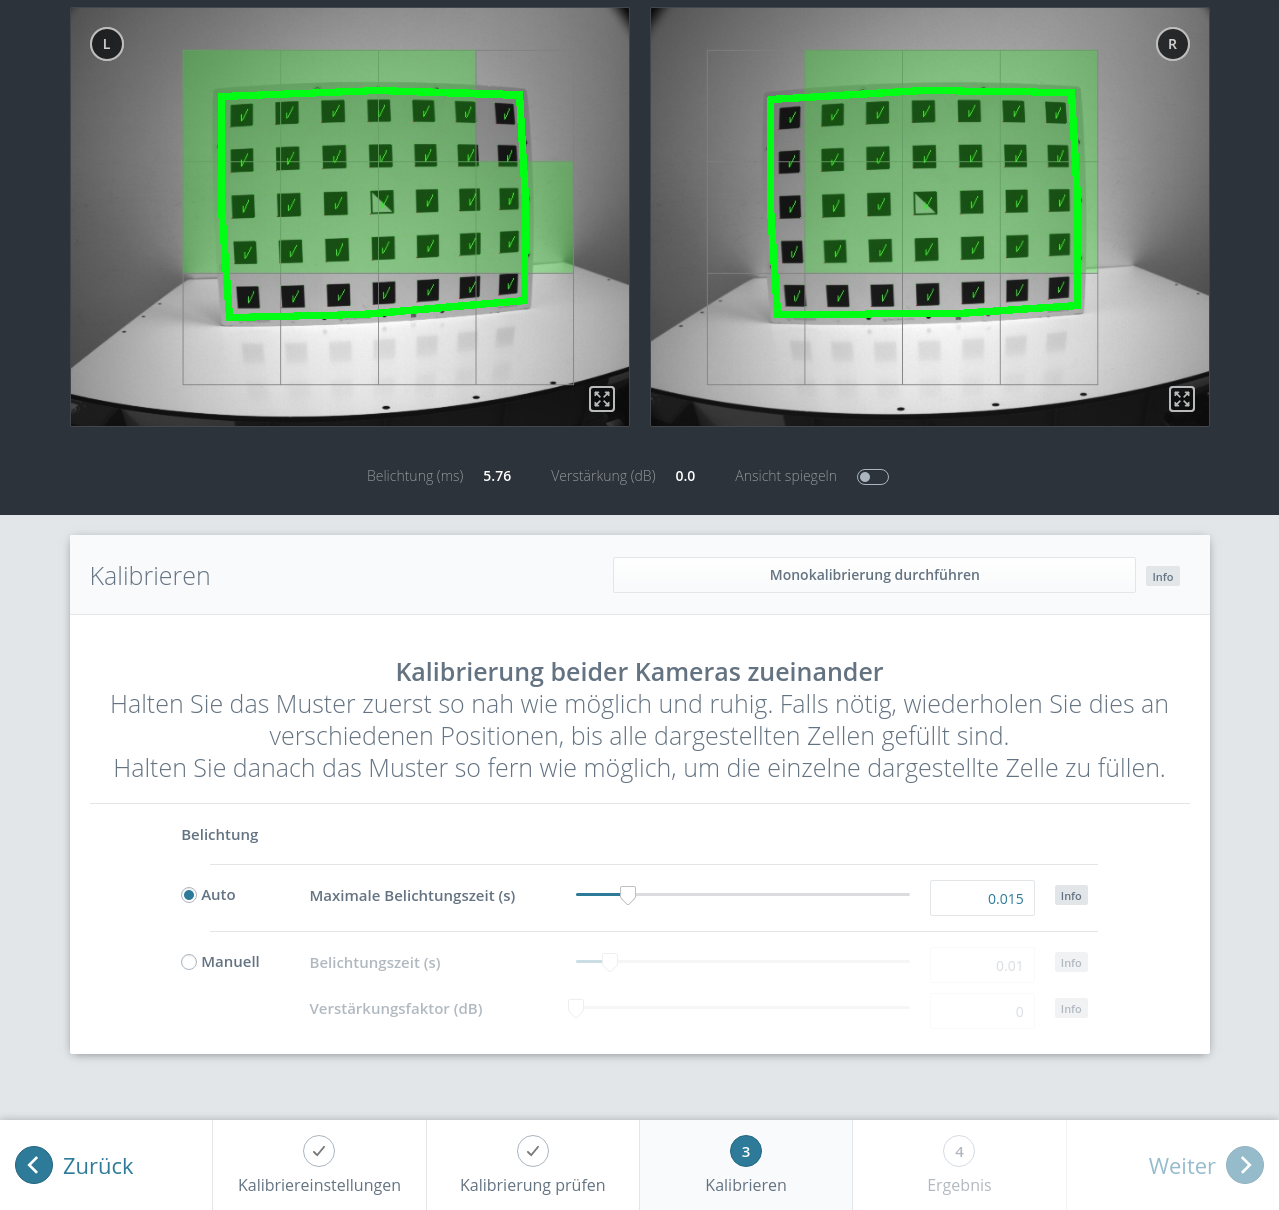 L
R
Belichtung (ms) 5.76 Verstärkung (dB) 0.0 Ansicht spiegeln
Kalibrieren
Monokalibrierung durchführen
Info
Kalibrierung beider Kameras zueinander
Halten Sie das Muster zuerst so nah wie möglich und ruhig. Falls nötig, wiederholen Sie dies an
verschiedenen Positionen, bis alle dargestellten Zellen gefüllt sind.
Halten Sie danach das Muster so fern wie möglich, um die einzelne dargestellte Zelle zu füllen.
Belichtung
Auto Maximale Belichtungszeit (s) 0.015 Info
Manuell Belichtungszeit (s) 0.01 Info
Verstärkungsfaktor (dB) 0 Info
Zurück
Kalibriereinstellungen
Kalibrierung prüfen
3
Kalibrieren
4
Ergebnis
Weiter